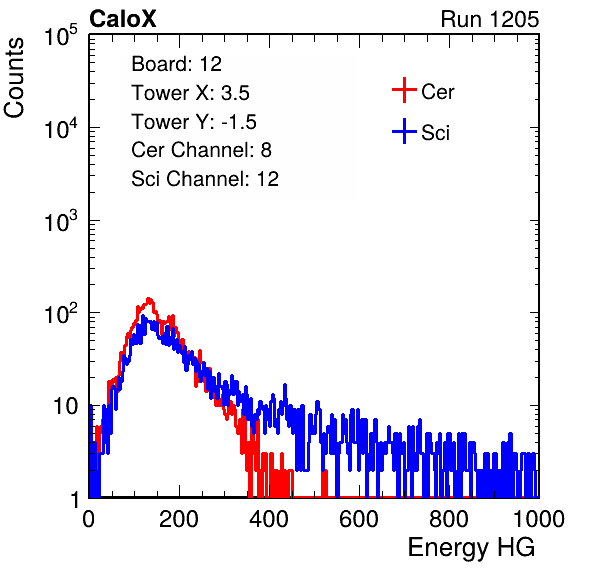 CaloX Run 1205
Counts
Board: 12
Tower X: 3.5
Tower Y: -1.5
Cer Channel: 8
Sci Channel: 12
Cer
Sci
10^5
10^4
10^3
10^2
10
1
0 200 400 600 800 1000
Energy HG